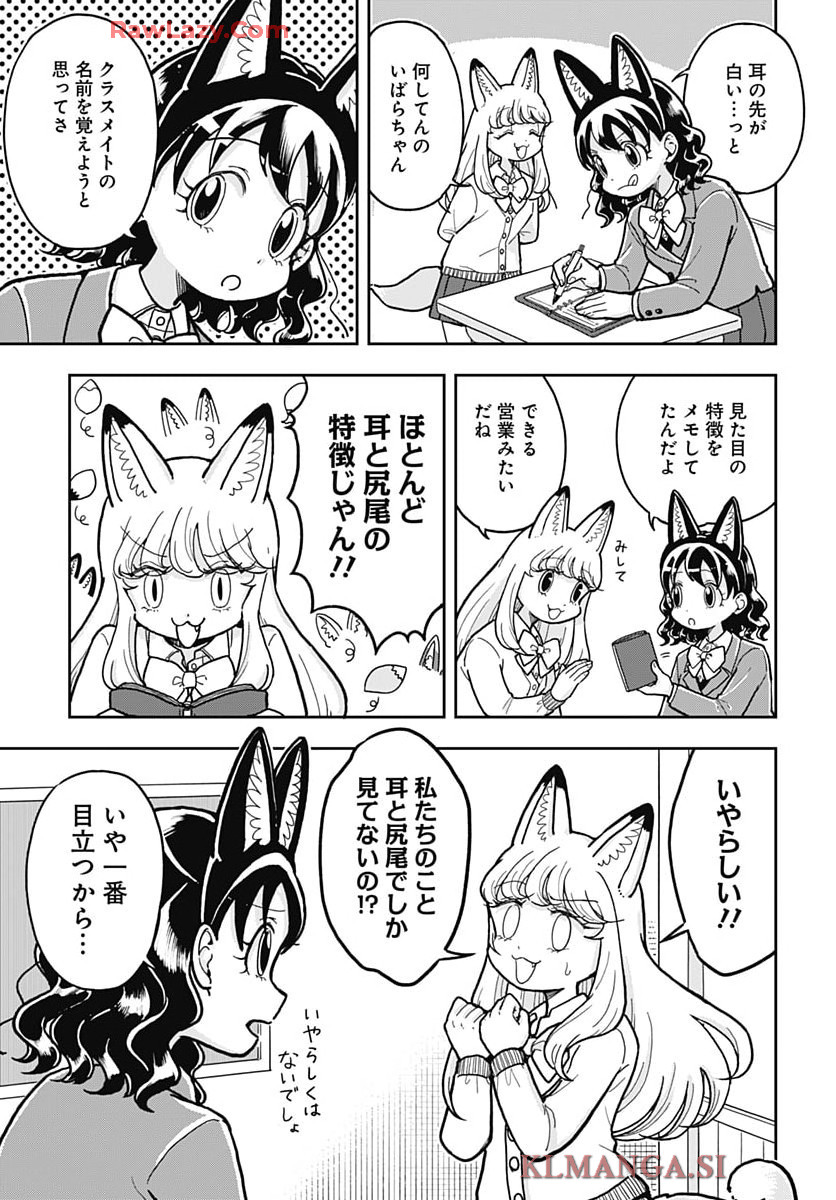 RawLazy.Com
耳の先が
白い…っと
何してんの
いばらちゃん
クラスメイトの
名前を覚えようと
思ってさ
見た目の
特徴を
メモして
たんだよ
みして
できる
営業みたい
だね
ほとんど
耳と尻尾の
特徴じゃん!!
いやらしい!!
私たちのこと
耳と尻尾でしか
見てないの!?
いや一番
目立つから…
いやらしくは
ないでしょ
KLMANGA.SI